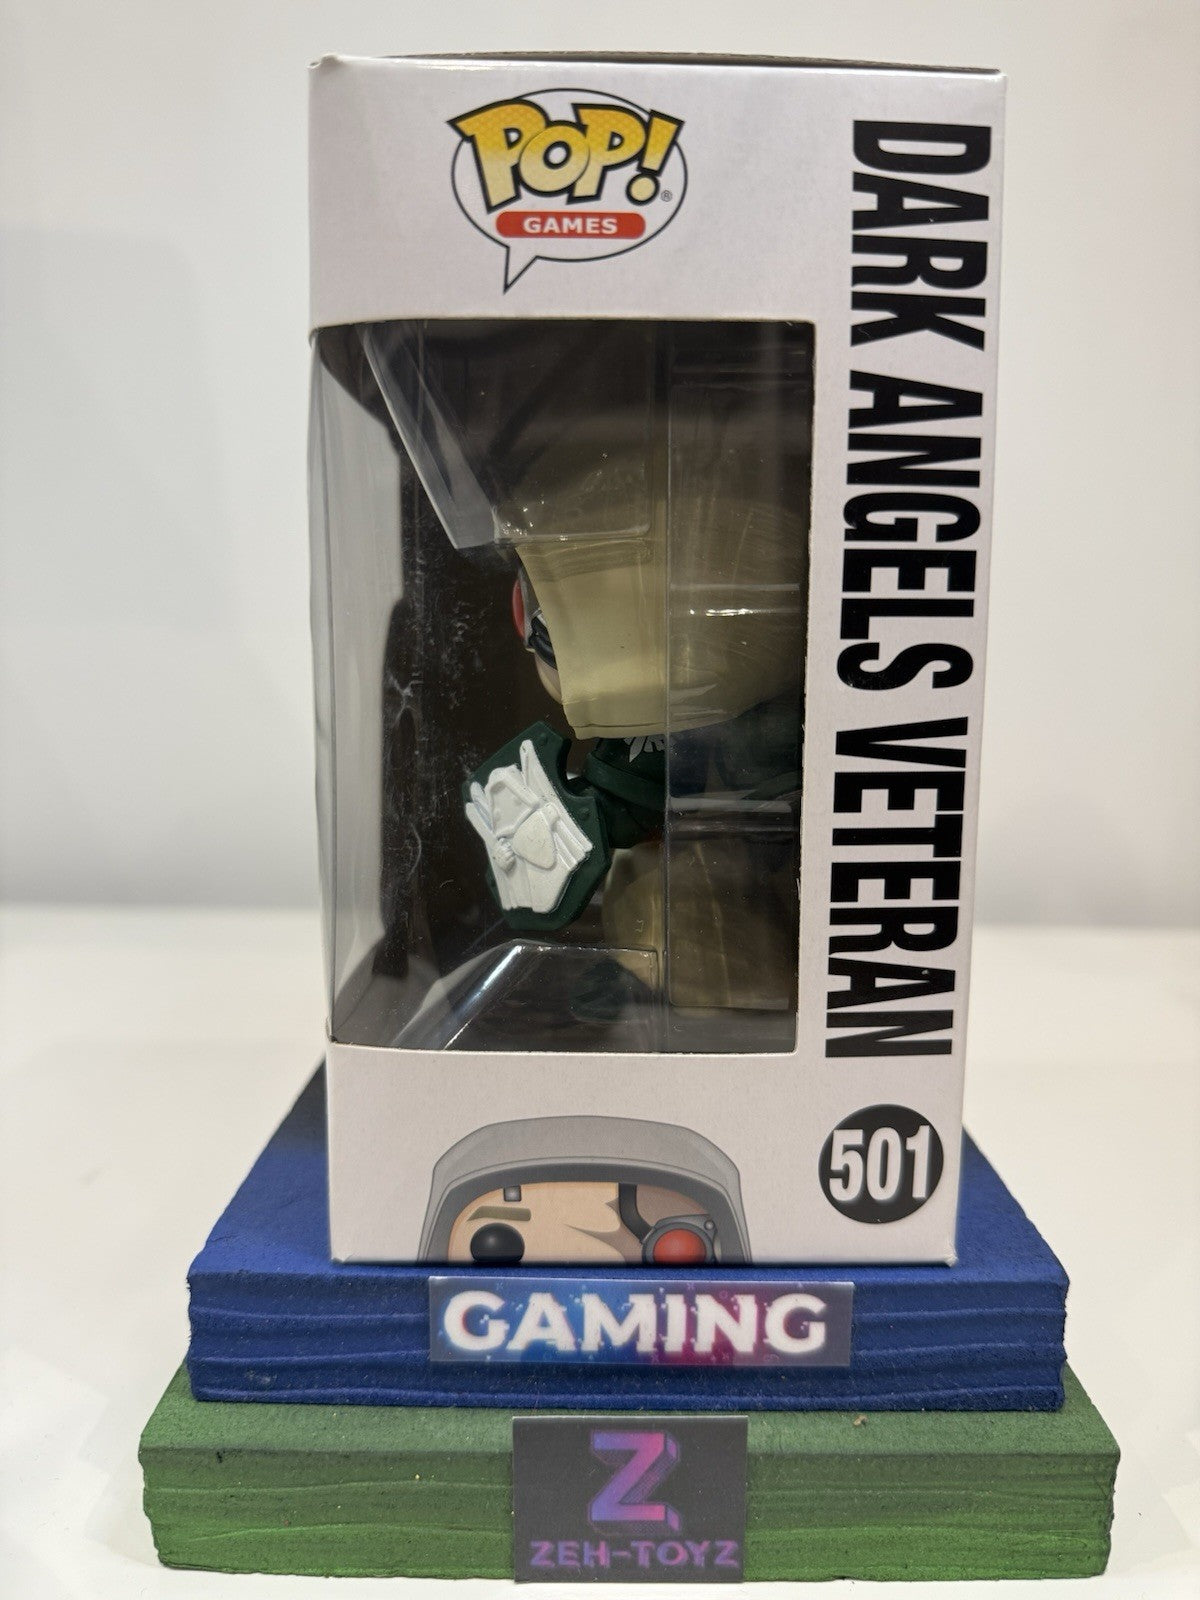 POP!®
GAMES
DARK ANGELS VETERAN
501
GAMING
Z
ZEH-TOYZ